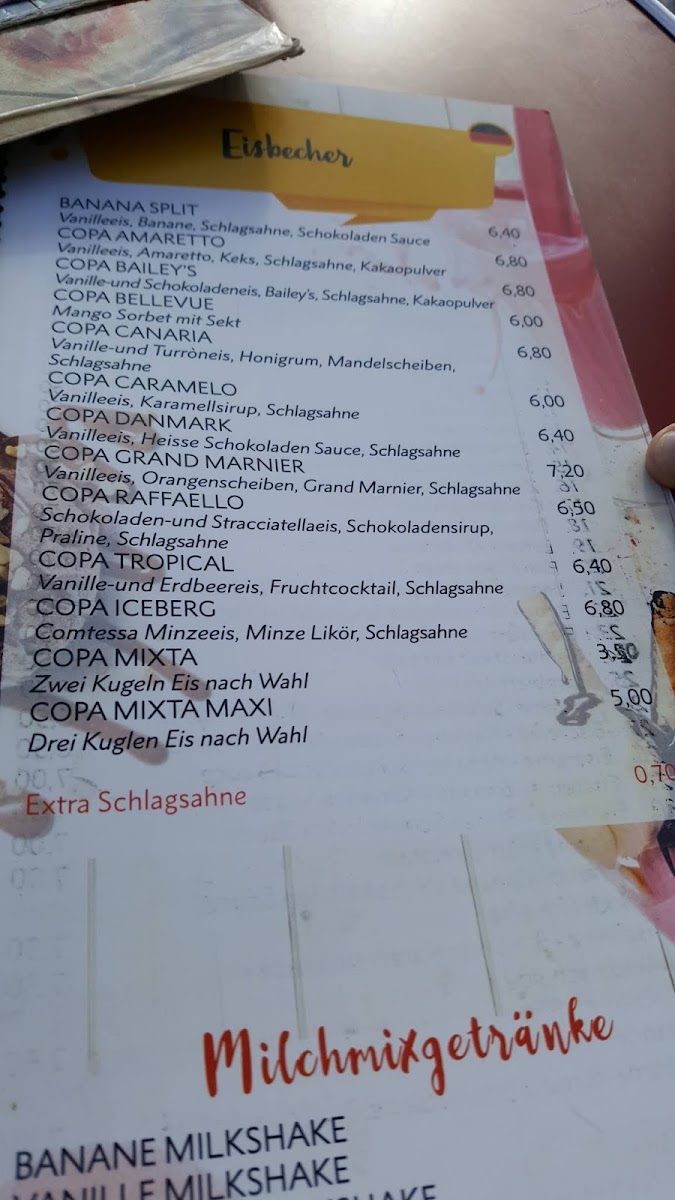 Eisbecher
BANANA SPLIT 6,40
Vanilleeis, Banane, Schlagsahne, Schokoladen Sauce
COPA AMARETTO 6,80
Vanilleeis, Amaretto, Keks, Schlagsahne, Kakaopulver
COPA BAILEY'S 6,80
Vanille-und Schokoladeneis, Bailey's, Schlagsahne, Kakaopulver
COPA BELLEVUE 6,00
Mango Sorbet mit Sekt
COPA CANARIA 6,80
Vanille-und Turròneis, Honigrum, Mandelscheiben,
Schlagsahne
COPA CARAMELO 6,00
Vanilleeis, Karamellsirup, Schlagsahne
COPA DANMARK 6,40
Vanilleeis, Heisse Schokoladen Sauce, Schlagsahne
COPA GRAND MARNIER 7,20
Vanilleeis, Orangenscheiben, Grand Marnier, Schlagsahne
COPA RAFFAELLO 6,50
Schokoladen-und Stracciatellaeis, Schokoladensirup,
Praline, Schlagsahne
COPA TROPICAL 6,40
Vanille-und Erdbeereis, Fruchtcocktail, Schlagsahne
COPA ICEBERG 6,80
Comtessa Minzeeis, Minze Likör, Schlagsahne
COPA MIXTA 3,50
Zwei Kugeln Eis nach Wahl
COPA MIXTA MAXI 5,00
Drei Kuglen Eis nach Wahl
Extra Schlagsahne 0,70
Milchmixgetränke
BANANE MILKSHAKE
VANILLE MILKSHAKE